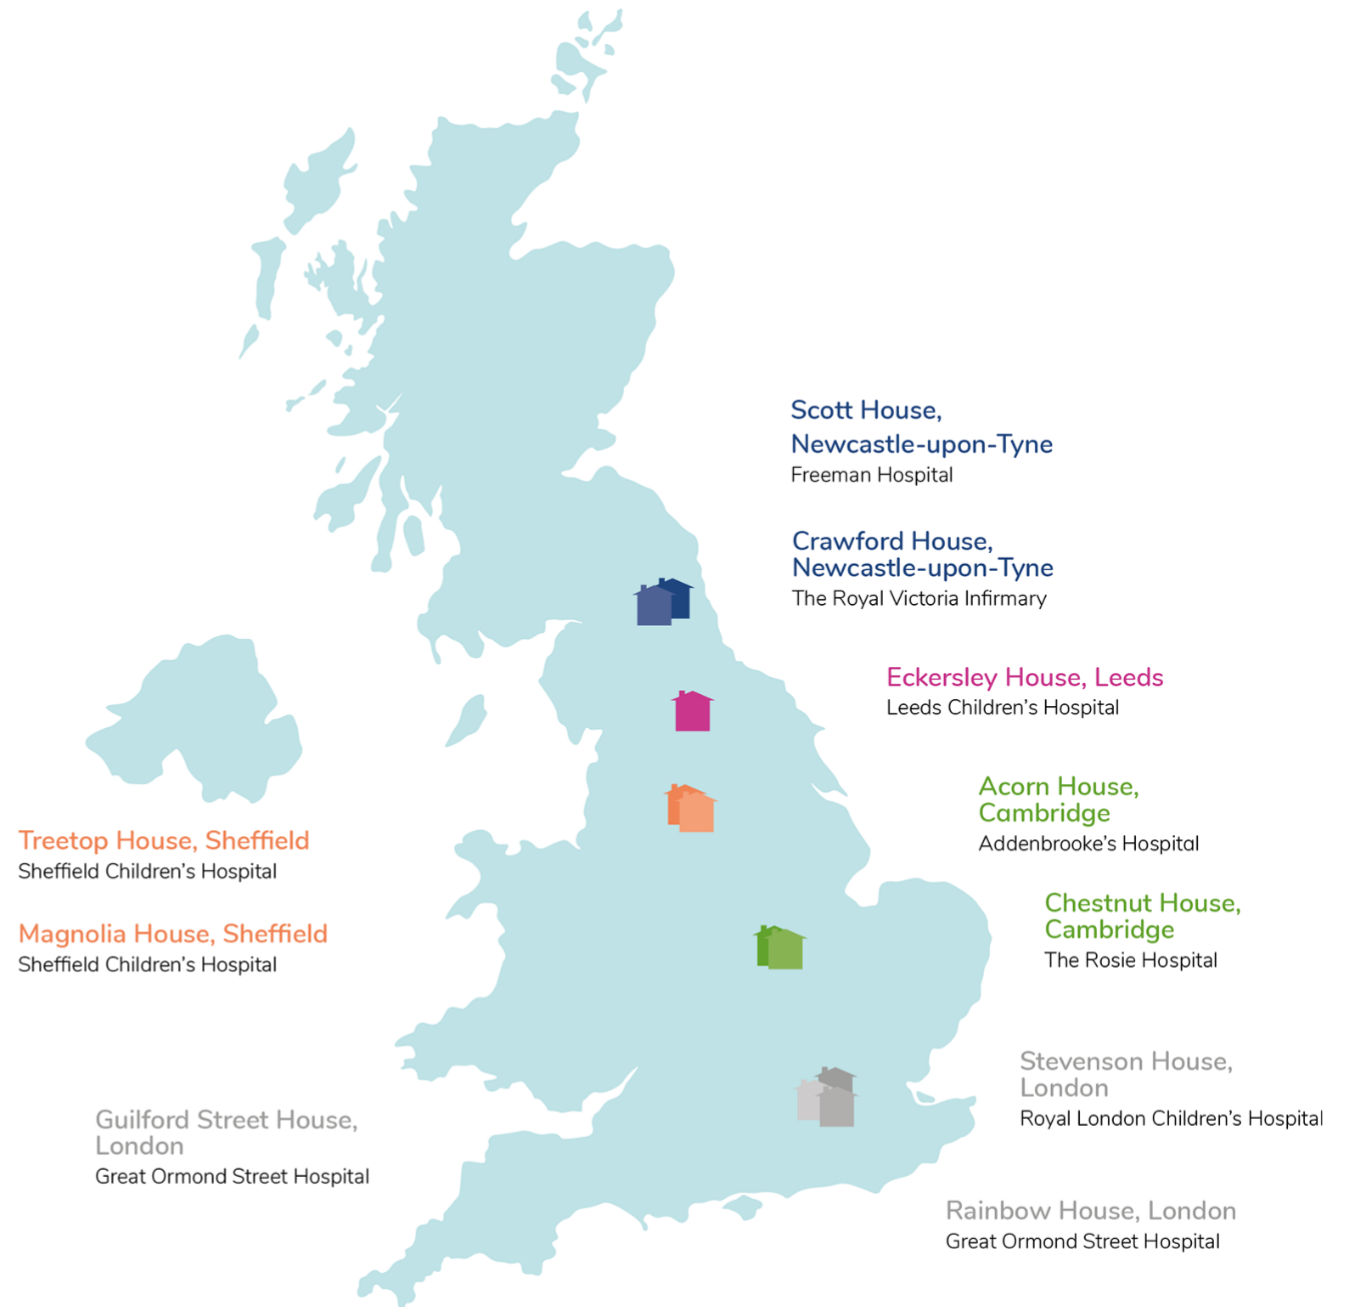 Scott House,
Newcastle-upon-Tyne
Freeman Hospital
Crawford House,
Newcastle-upon-Tyne
The Royal Victoria Infirmary
Eckersley House, Leeds
Leeds Children's Hospital
Acorn House,
Cambridge
Addenbrooke's Hospital
Treetop House, Sheffield
Sheffield Children's Hospital
Chestnut House,
Cambridge
The Rosie Hospital
Magnolia House, Sheffield
Sheffield Children's Hospital
Stevenson House,
London
Royal London Children's Hospital
Guilford Street House,
London
Great Ormond Street Hospital
Rainbow House, London
Great Ormond Street Hospital